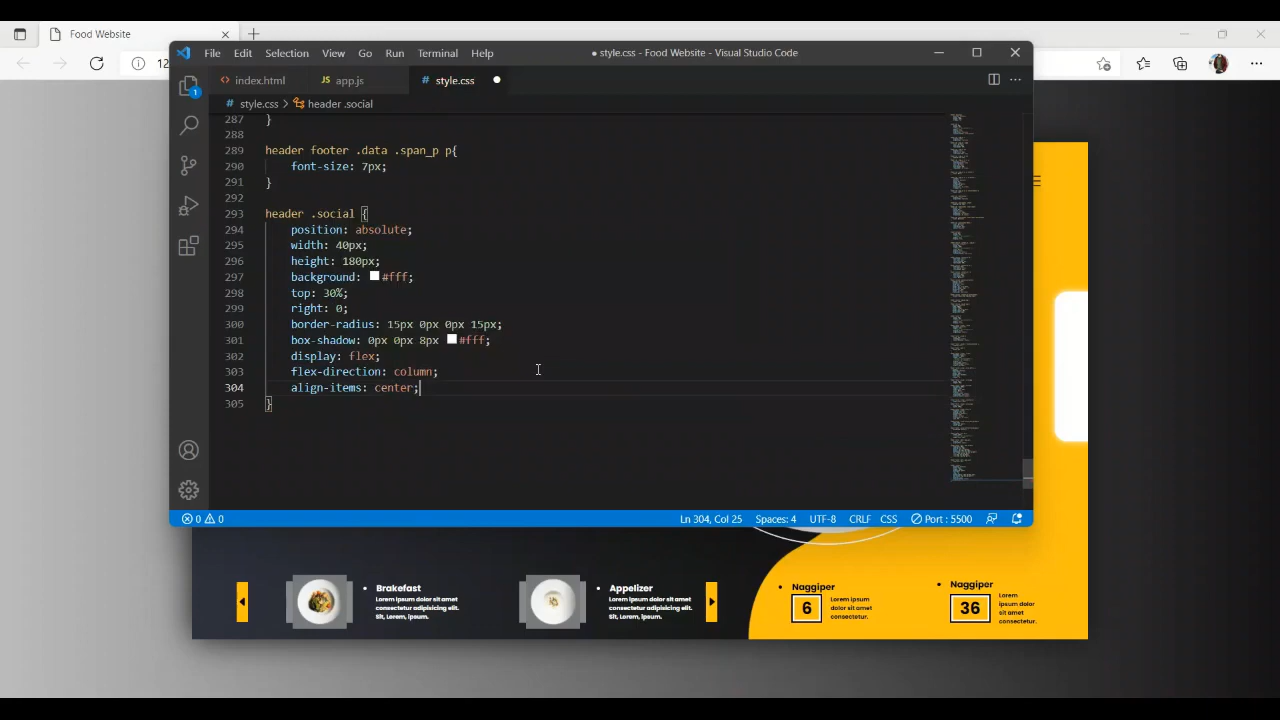 Food Website
12
File Edit Selection View Go Run Terminal Help
● style.css - Food Website - Visual Studio Code
index.html
JS app.js
# style.css
# style.css > header .social
1
287 }
288
289 header footer .data .span_p p{
290 font-size: 7px;
291 }
292
293 header .social {
294 position: absolute;
295 width: 40px;
296 height: 180px;
297 background: #fff;
298 top: 30%;
299 right: 0;
300 border-radius: 15px 0px 0px 15px;
301 box-shadow: 0px 0px 8px #fff;
302 display: flex;
303 flex-direction: column;
304 align-items: center;
305 }
0 0 Ln 304, Col 25 Spaces: 4 UTF-8 CRLF CSS Port : 5500
Brakefast
Lorem ipsum dolor sit amet
consectetur adipisicing elit.
Sit, Lorem, ipsum.
Appelizer
Lorem ipsum dolor sit amet
consectetur adipisicing elit.
Sit, Lorem, ipsum.
Naggiper
6
Lorem ipsum
dolor sit amet
consectetur.
Naggiper
36
Lorem
ipsum
dolor
sit amet
consectetur.